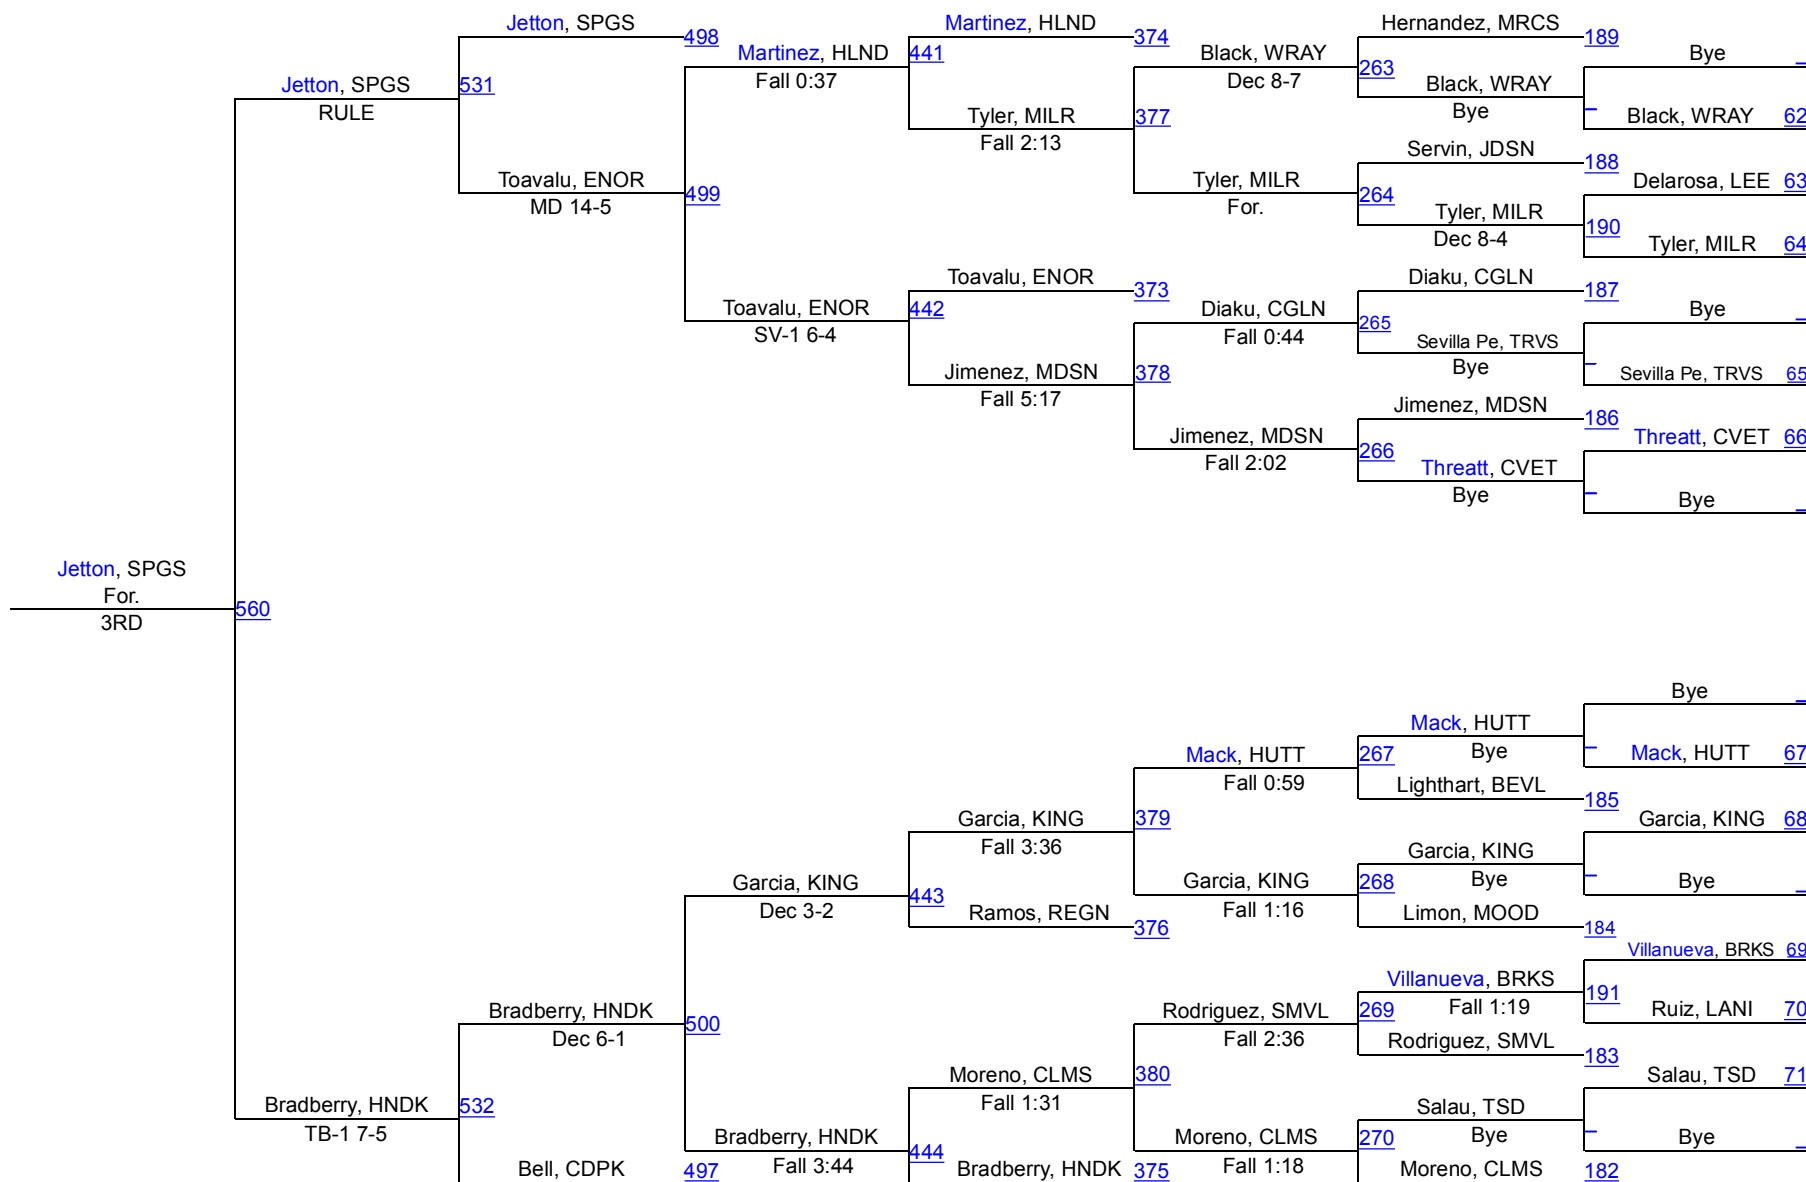 Jetton, SPGS
498
Martinez, HLND
374
Hernandez, MRCS
189
Martinez, HLND
441
Fall 0:37
Black, WRAY
Dec 8-7
263
Bye
Jetton, SPGS
531
RULE
Black, WRAY
Bye
Tyler, MILR
377
Fall 2:13
Black, WRAY
62
Servin, JDSN
188
Toavalu, ENOR
MD 14-5
499
Tyler, MILR
For.
264
Delarosa, LEE
63
Tyler, MILR
Dec 8-4
190
Tyler, MILR
64
Toavalu, ENOR
373
Diaku, CGLN
187
Toavalu, ENOR
442
SV-1 6-4
Diaku, CGLN
Fall 0:44
265
Bye
Sevilla Pe, TRVS
Bye
Jimenez, MDSN
378
Fall 5:17
Sevilla Pe, TRVS
65
Jimenez, MDSN
186
Jimenez, MDSN
Fall 2:02
266
Threatt, CVET
66
Threatt, CVET
Bye
Bye
Jetton, SPGS
For.
3RD
560
Bye
Mack, HUTT
Bye
Mack, HUTT
Fall 0:59
267
Mack, HUTT
67
Lighthart, BEVL
185
Garcia, KING
Fall 3:36
379
Garcia, KING
68
Garcia, KING
Bye
Garcia, KING
Dec 3-2
443
Garcia, KING
Fall 1:16
268
Bye
Ramos, REGN
376
Limon, MOOD
184
Villanueva, BRKS
69
Villanueva, BRKS
Fall 1:19
191
Bradberry, HNDK
Dec 6-1
500
Rodriguez, SMVL
Fall 2:36
269
Ruiz, LANI
70
Rodriguez, SMVL
183
Moreno, CLMS
Fall 1:31
380
Salau, TSD
71
Bradberry, HNDK
TB-1 7-5
532
Salau, TSD
Bye
Bradberry, HNDK
Fall 3:44
444
Moreno, CLMS
Fall 1:18
270
Bye
Bell, CDPK
497
Bradberry, HNDK
375
Moreno, CLMS
182